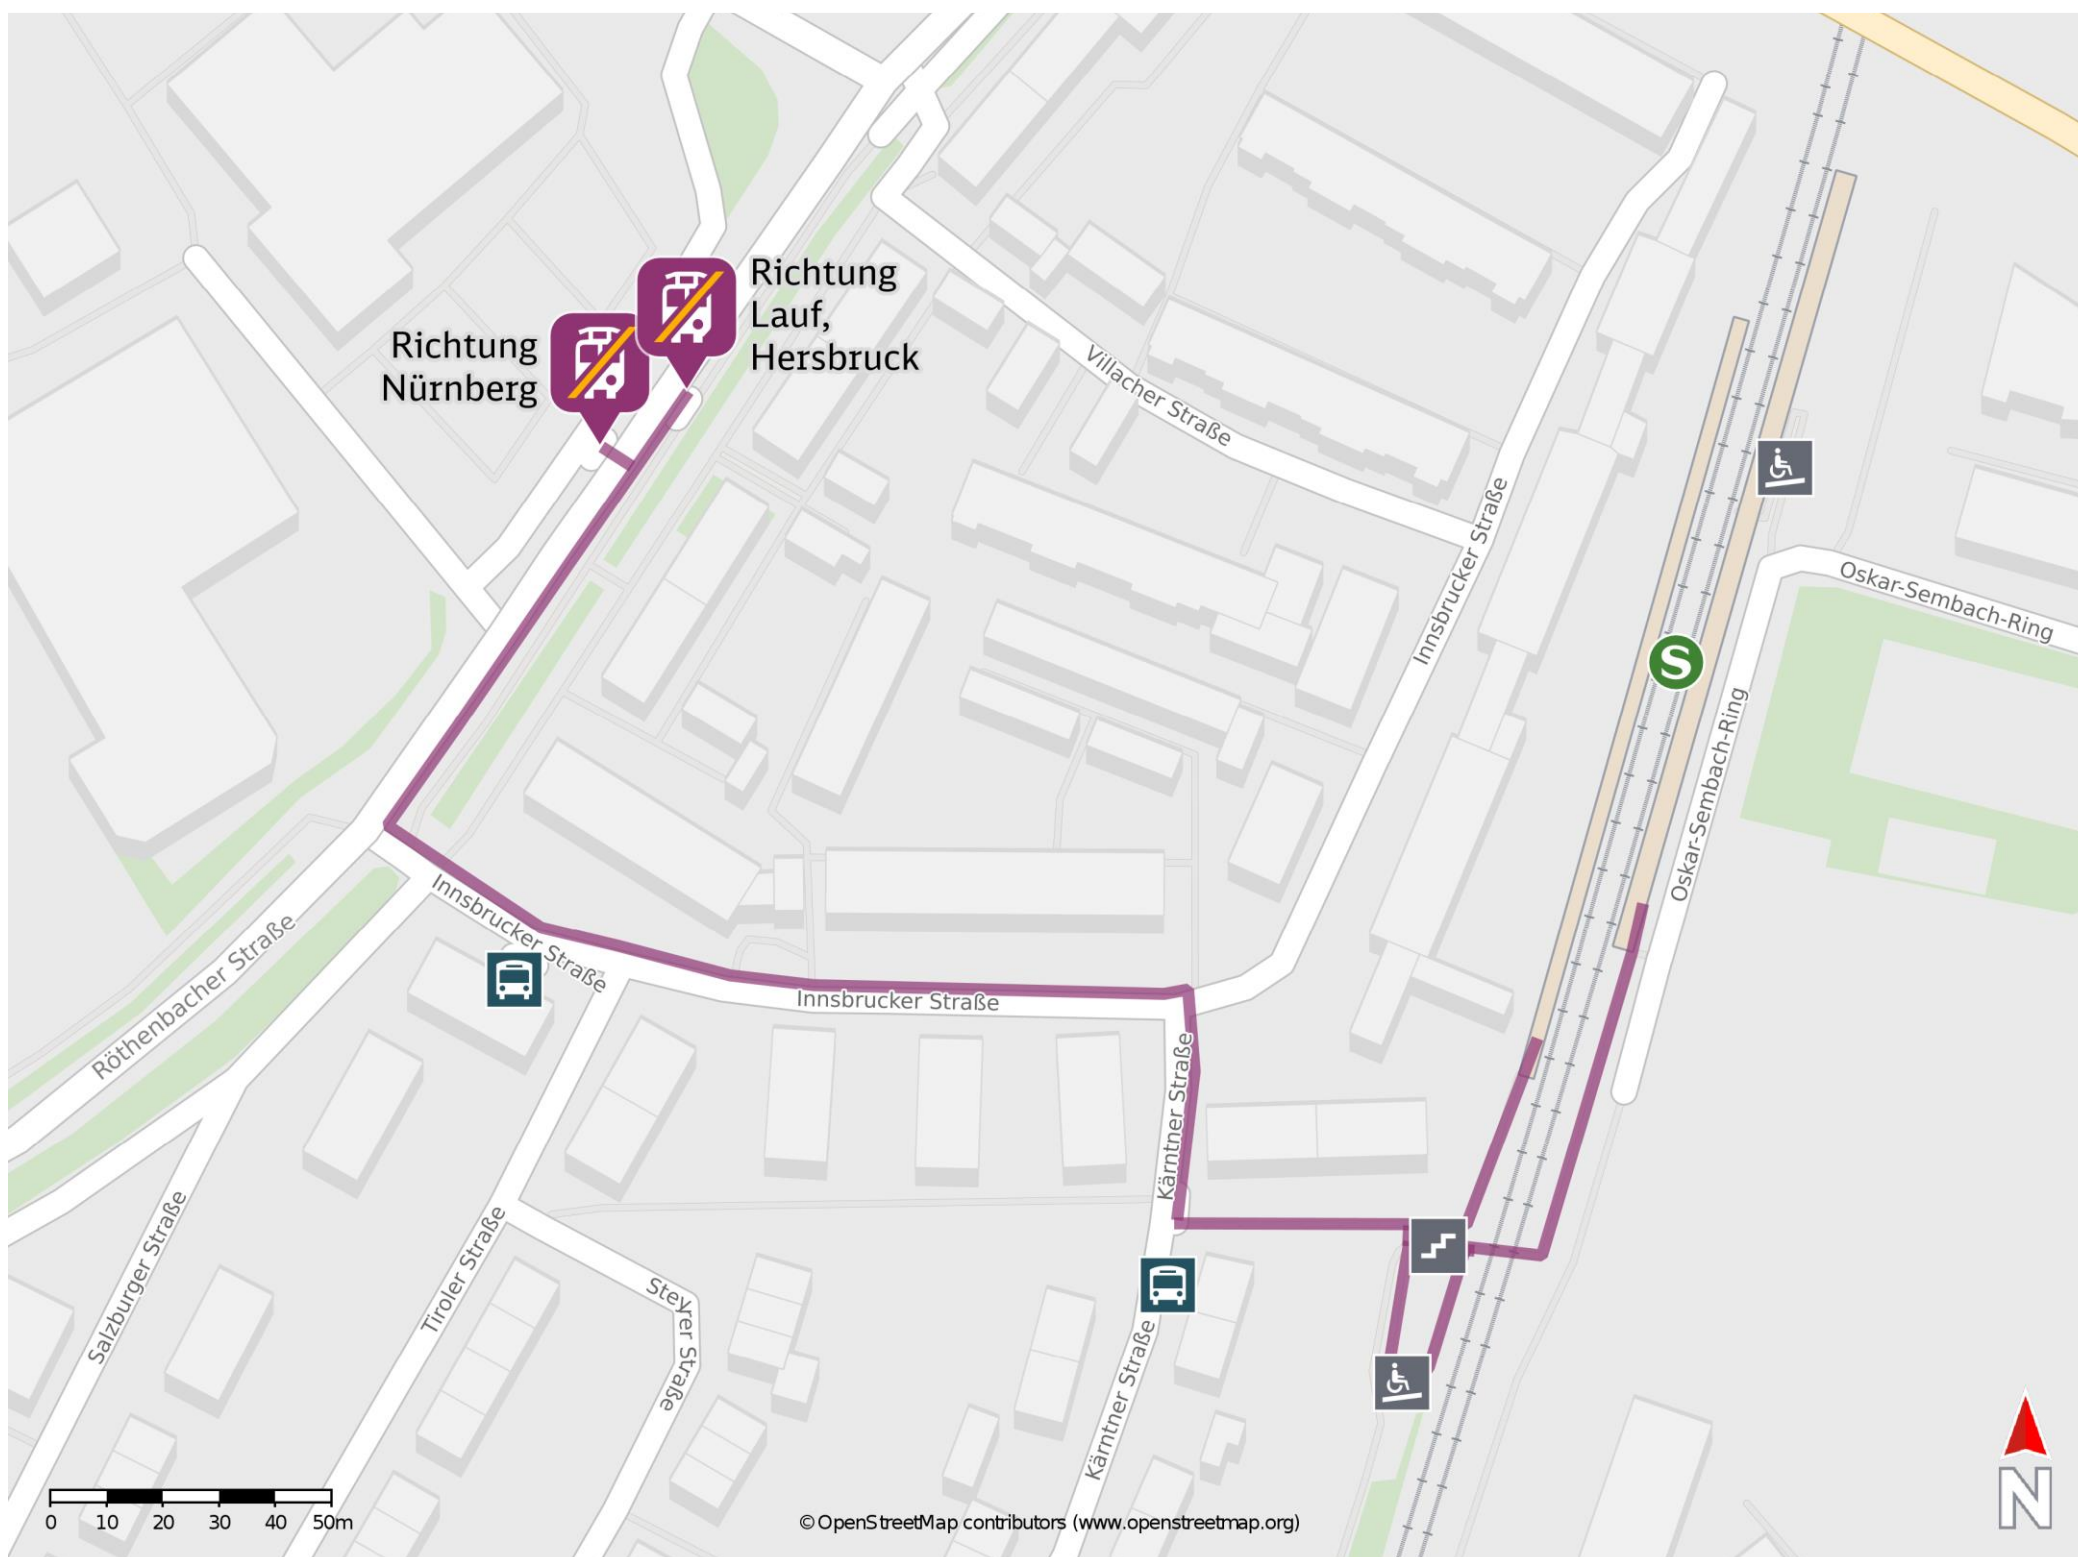 Richtung
Lauf,
Hersbruck
Richtung
Nürnberg
Villacher Straße
Innsbrucker Straße
Oskar-Sembach-Ring
S
Oskar-Sembach-Ring
Innsbrucker Straße
Röthenbacher Straße
Innsbrucker Straße
Kärntner Straße
Salzburger Straße
Tiroler Straße
Steyrer Straße
Kärntner Straße
0 10 20 30 40 50m
© OpenStreetMap contributors (www.openstreetmap.org)
N